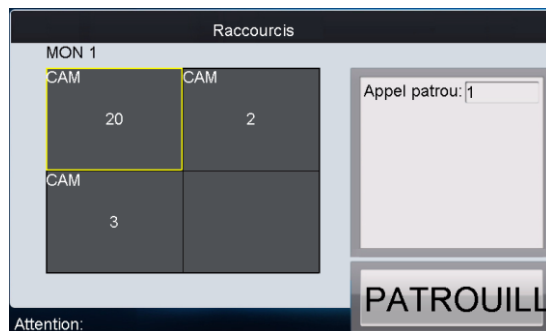 Raccourcis
MON 1
CAM
20
CAM
2
CAM
3
Appel patrou: 1
PATROUILL
Attention: